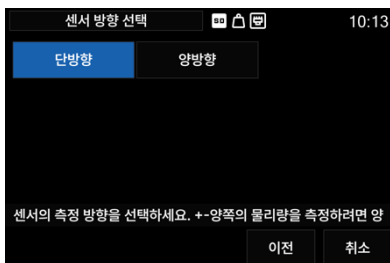 센서 방향 선택
10:13
단방향 양방향
센서의 측정 방향을 선택하세요. +-양쪽의 물리량을 측정하려면 양
이전 취소